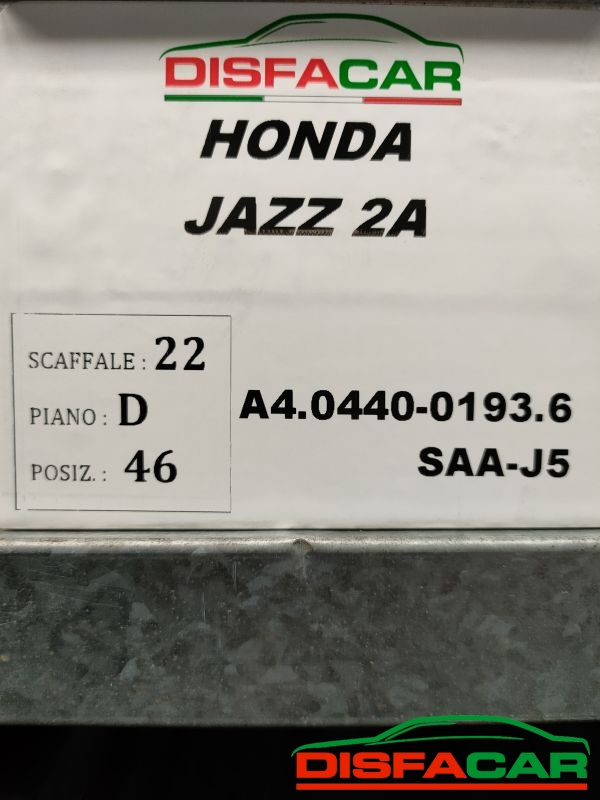 DISFACAR
HONDA
JAZZ 2A
SCAFFALE : 22
PIANO : D
POSIZ. : 46
A4.0440-0193.6
SAA-J5
DISFACAR